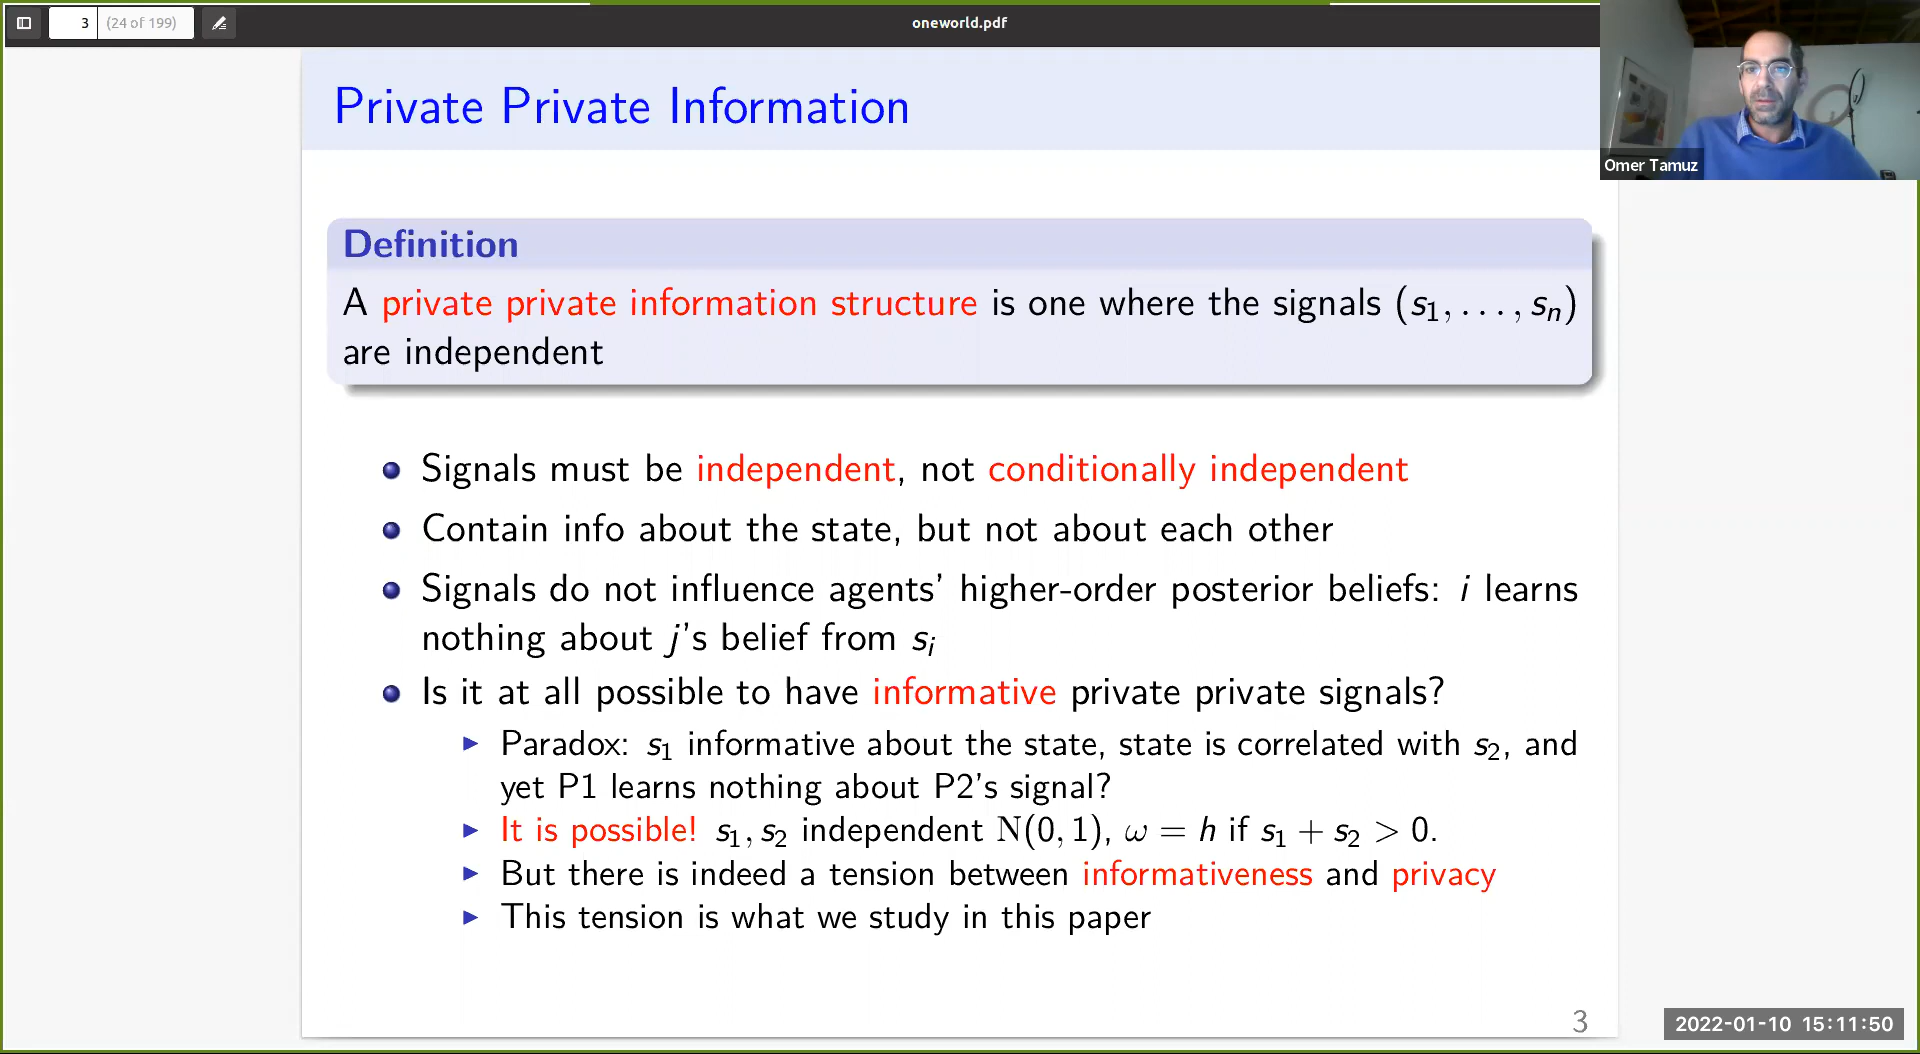 3 (24 of 199)
oneworld.pdf
Omer Tamuz
Private Private Information
Definition
A private private information structure is one where the signals (s₁, . . . , sₙ)
are independent
Signals must be independent, not conditionally independent
Contain info about the state, but not about each other
Signals do not influence agents' higher-order posterior beliefs: i learns
nothing about j's belief from sᵢ
Is it at all possible to have informative private private signals?
Paradox: s₁ informative about the state, state is correlated with s₂, and
yet P1 learns nothing about P2's signal?
It is possible! s₁, s₂ independent N(0, 1), ω = h if s₁ + s₂ > 0.
But there is indeed a tension between informativeness and privacy
This tension is what we study in this paper
3
2022-01-10 15:11:50